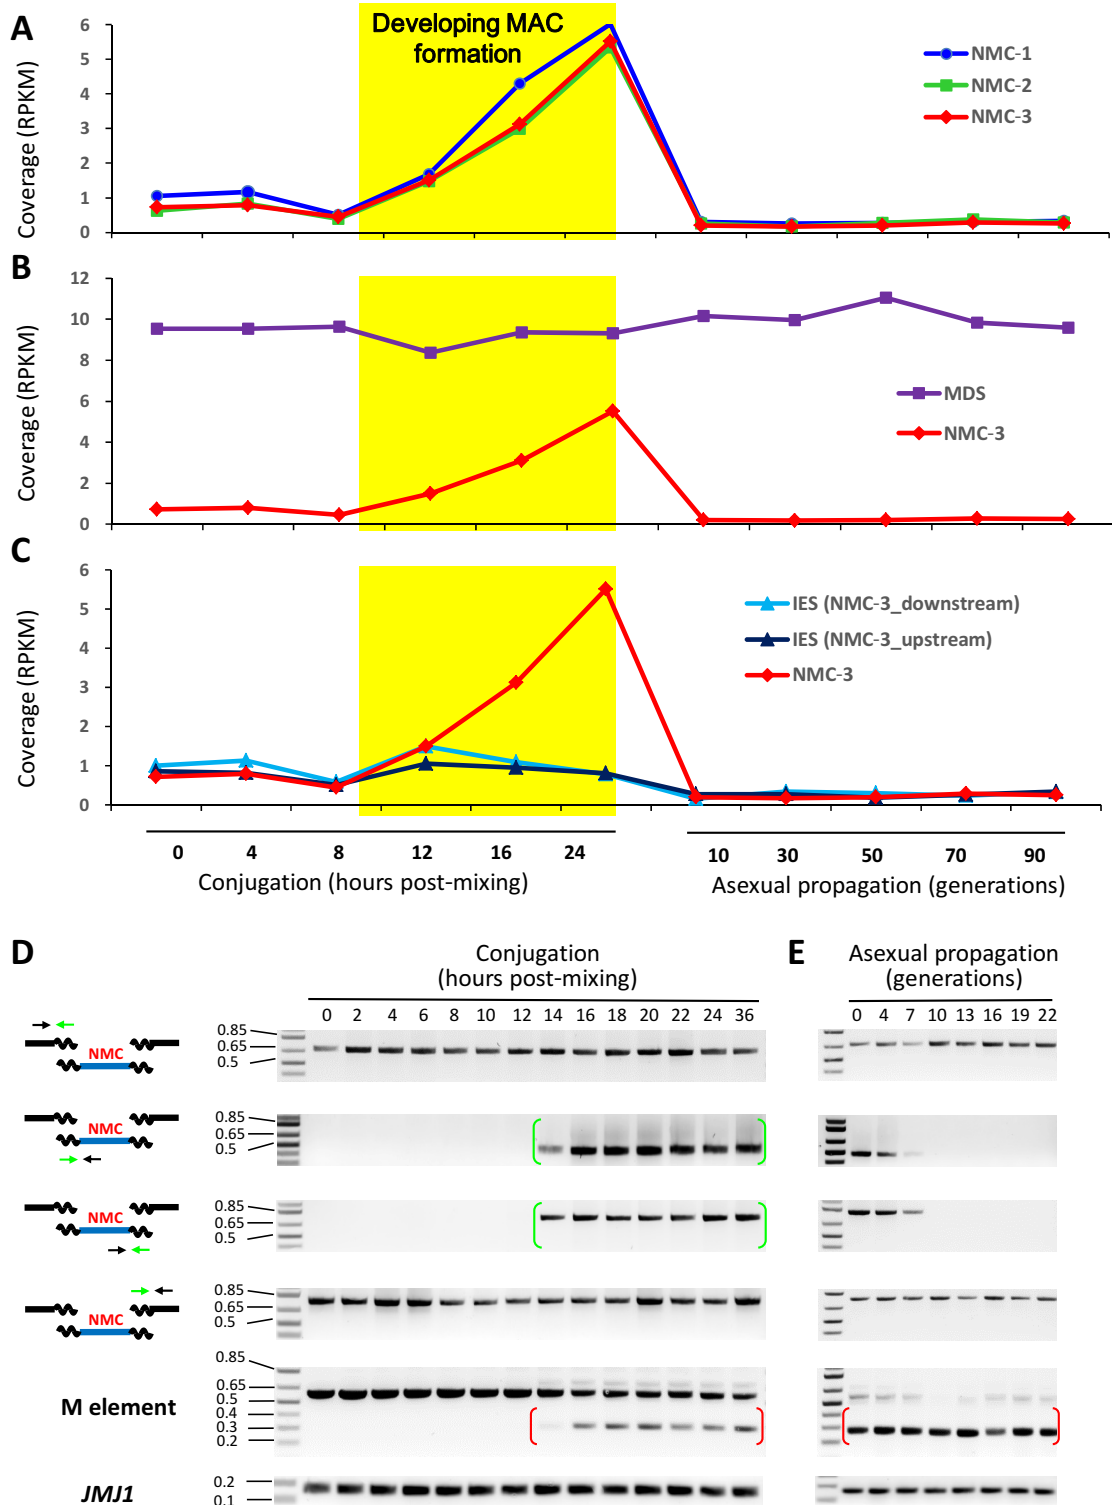 A
Developing MAC
formation
Coverage (RPKM)
6
5
4
3
2
1
0
NMC-1
NMC-2
NMC-3
B
Coverage (RPKM)
12
10
8
6
4
2
0
MDS
NMC-3
C
Coverage (RPKM)
6
5
4
3
2
1
0
IES (NMC-3_downstream)
IES (NMC-3_upstream)
NMC-3
0 4 8 12 16 24
Conjugation (hours post-mixing)
10 30 50 70 90
Asexual propagation (generations)
D
Conjugation
(hours post-mixing)
0 2 4 6 8 10 12 14 16 18 20 22 24 36
E
Asexual propagation
(generations)
0 4 7 10 13 16 19 22
NMC
0.85
0.65
0.5
NMC
0.85
0.65
0.5
NMC
0.85
0.65
0.5
NMC
0.85
0.65
0.5
M element
0.85
0.65
0.5
0.4
0.3
0.2
JMJ1
0.2
0.1